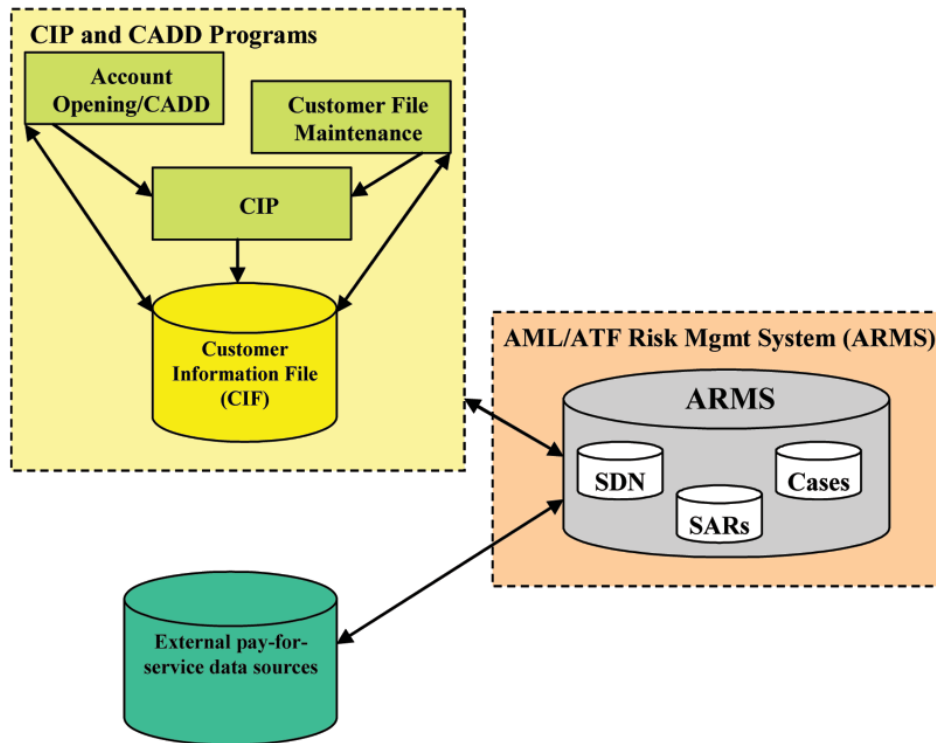 CIP and CADD Programs
Account
Opening/CADD
Customer File
Maintenance
CIP
Customer
Information File
(CIF)
AML/ATF Risk Mgmt System (ARMS)
ARMS
SDN
Cases
SARs
External pay-for-
service data sources